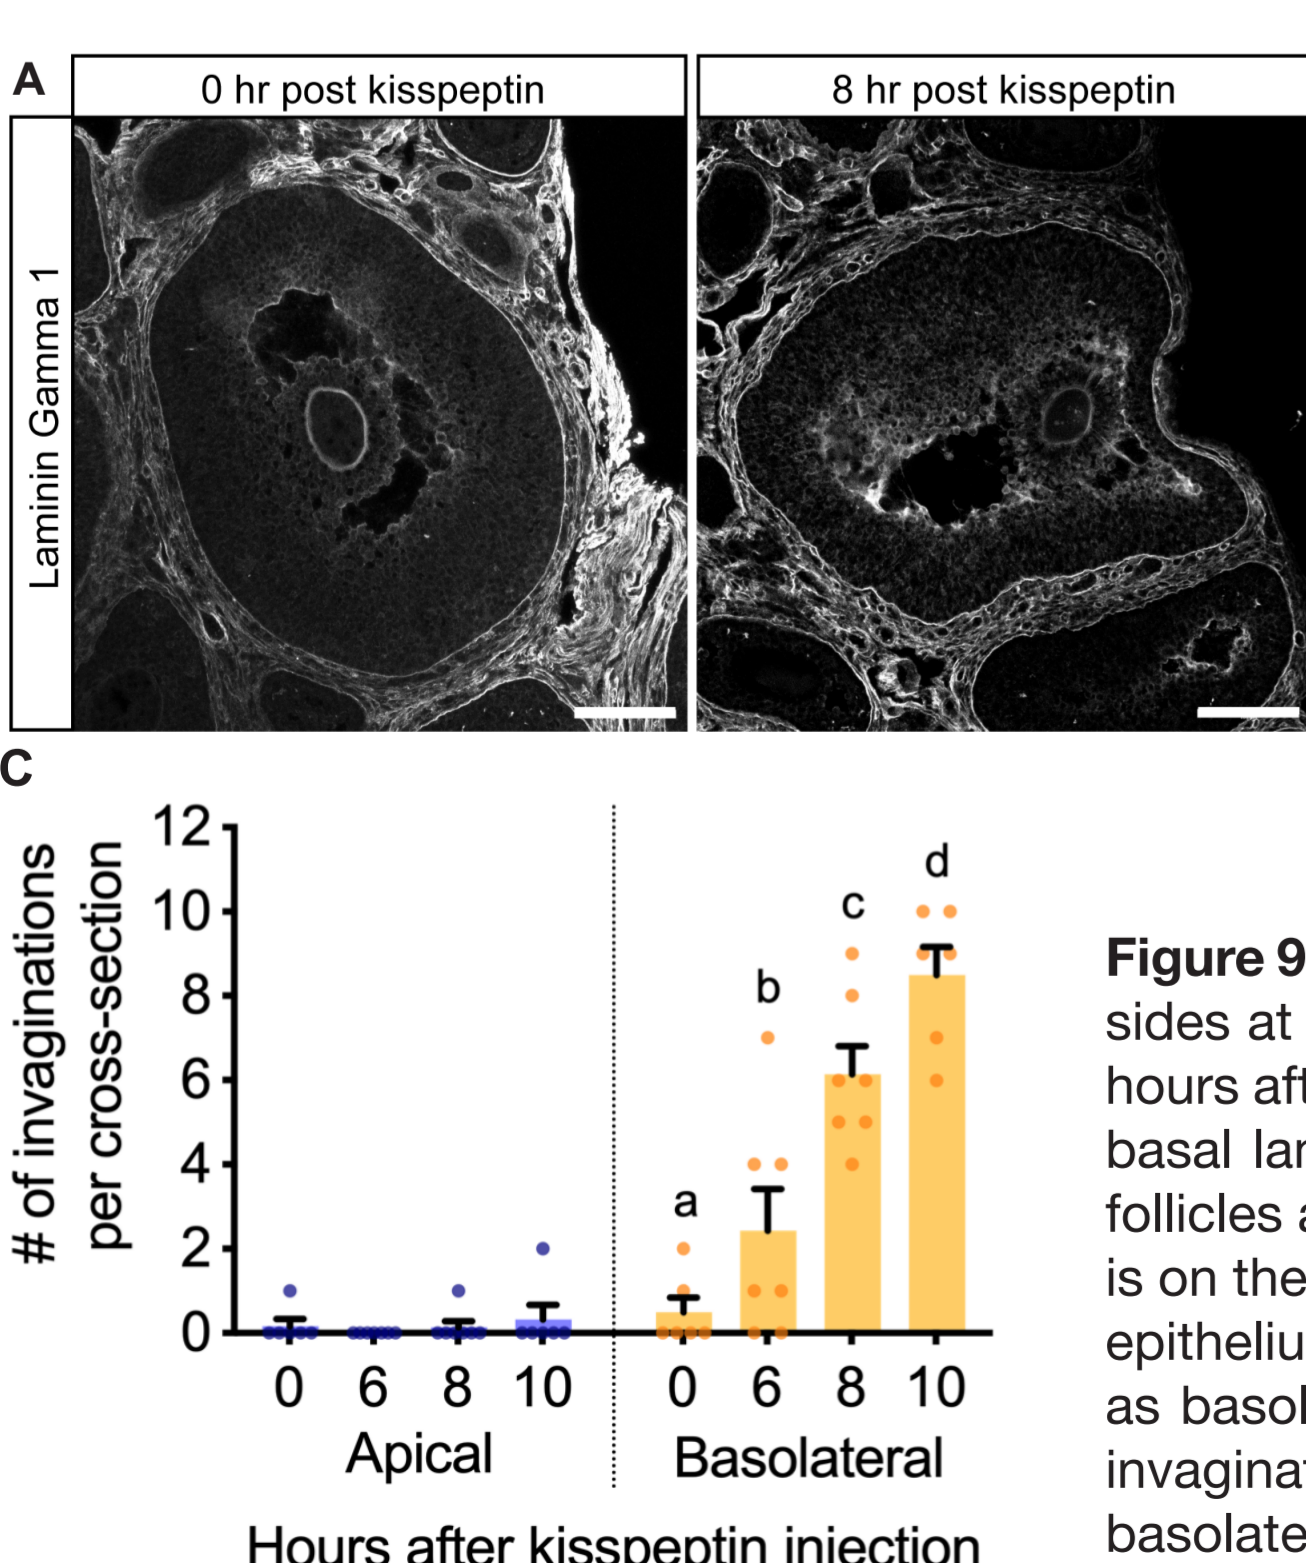 A
0 hr post kisspeptin
8 hr post kisspeptin
Laminin Gamma 1
C
# of invaginations
per cross-section
12
10
8
6
4
2
0
a
b
c
d
0 6 8 10 0 6 8 10
Apical Basolateral
Hours after kisspeptin injection
Figure 9
sides at
hours aft
basal lar
follicles a
is on the
epitheliu
as basol
invaginat
basolate